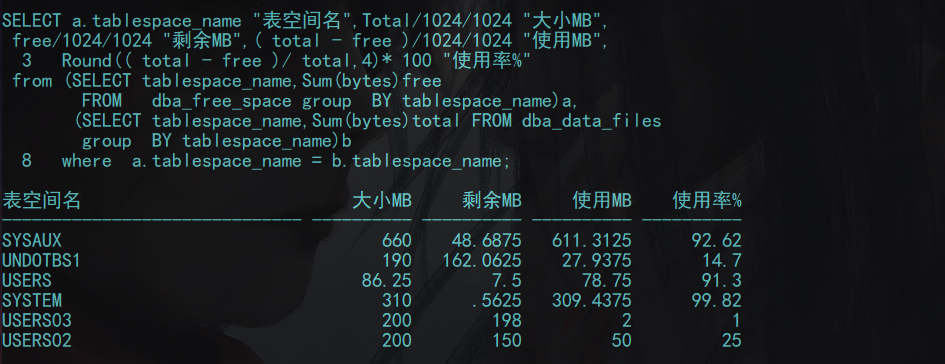 SELECT a.tablespace_name "表空间名",Total/1024/1024 "大小MB",
free/1024/1024 "剩余MB",( total - free )/1024/1024 "使用MB",
3   Round(( total - free )/ total,4)* 100 "使用率%"
from (SELECT tablespace_name,Sum(bytes)free
FROM   dba_free_space group  BY tablespace_name)a,
(SELECT tablespace_name,Sum(bytes)total FROM dba_data_files
group  BY tablespace_name)b
8   where  a.tablespace_name = b.tablespace_name;
表空间名 大小MB 剩余MB 使用MB 使用率%
------------------------------ ---------- ---------- ---------- ----------
SYSAUX 660 48.6875 611.3125 92.62
UNDOTBS1 190 162.0625 27.9375 14.7
USERS 86.25 7.5 78.75 91.3
SYSTEM 310 .5625 309.4375 99.82
USERS03 200 198 2 1
USERS02 200 150 50 25